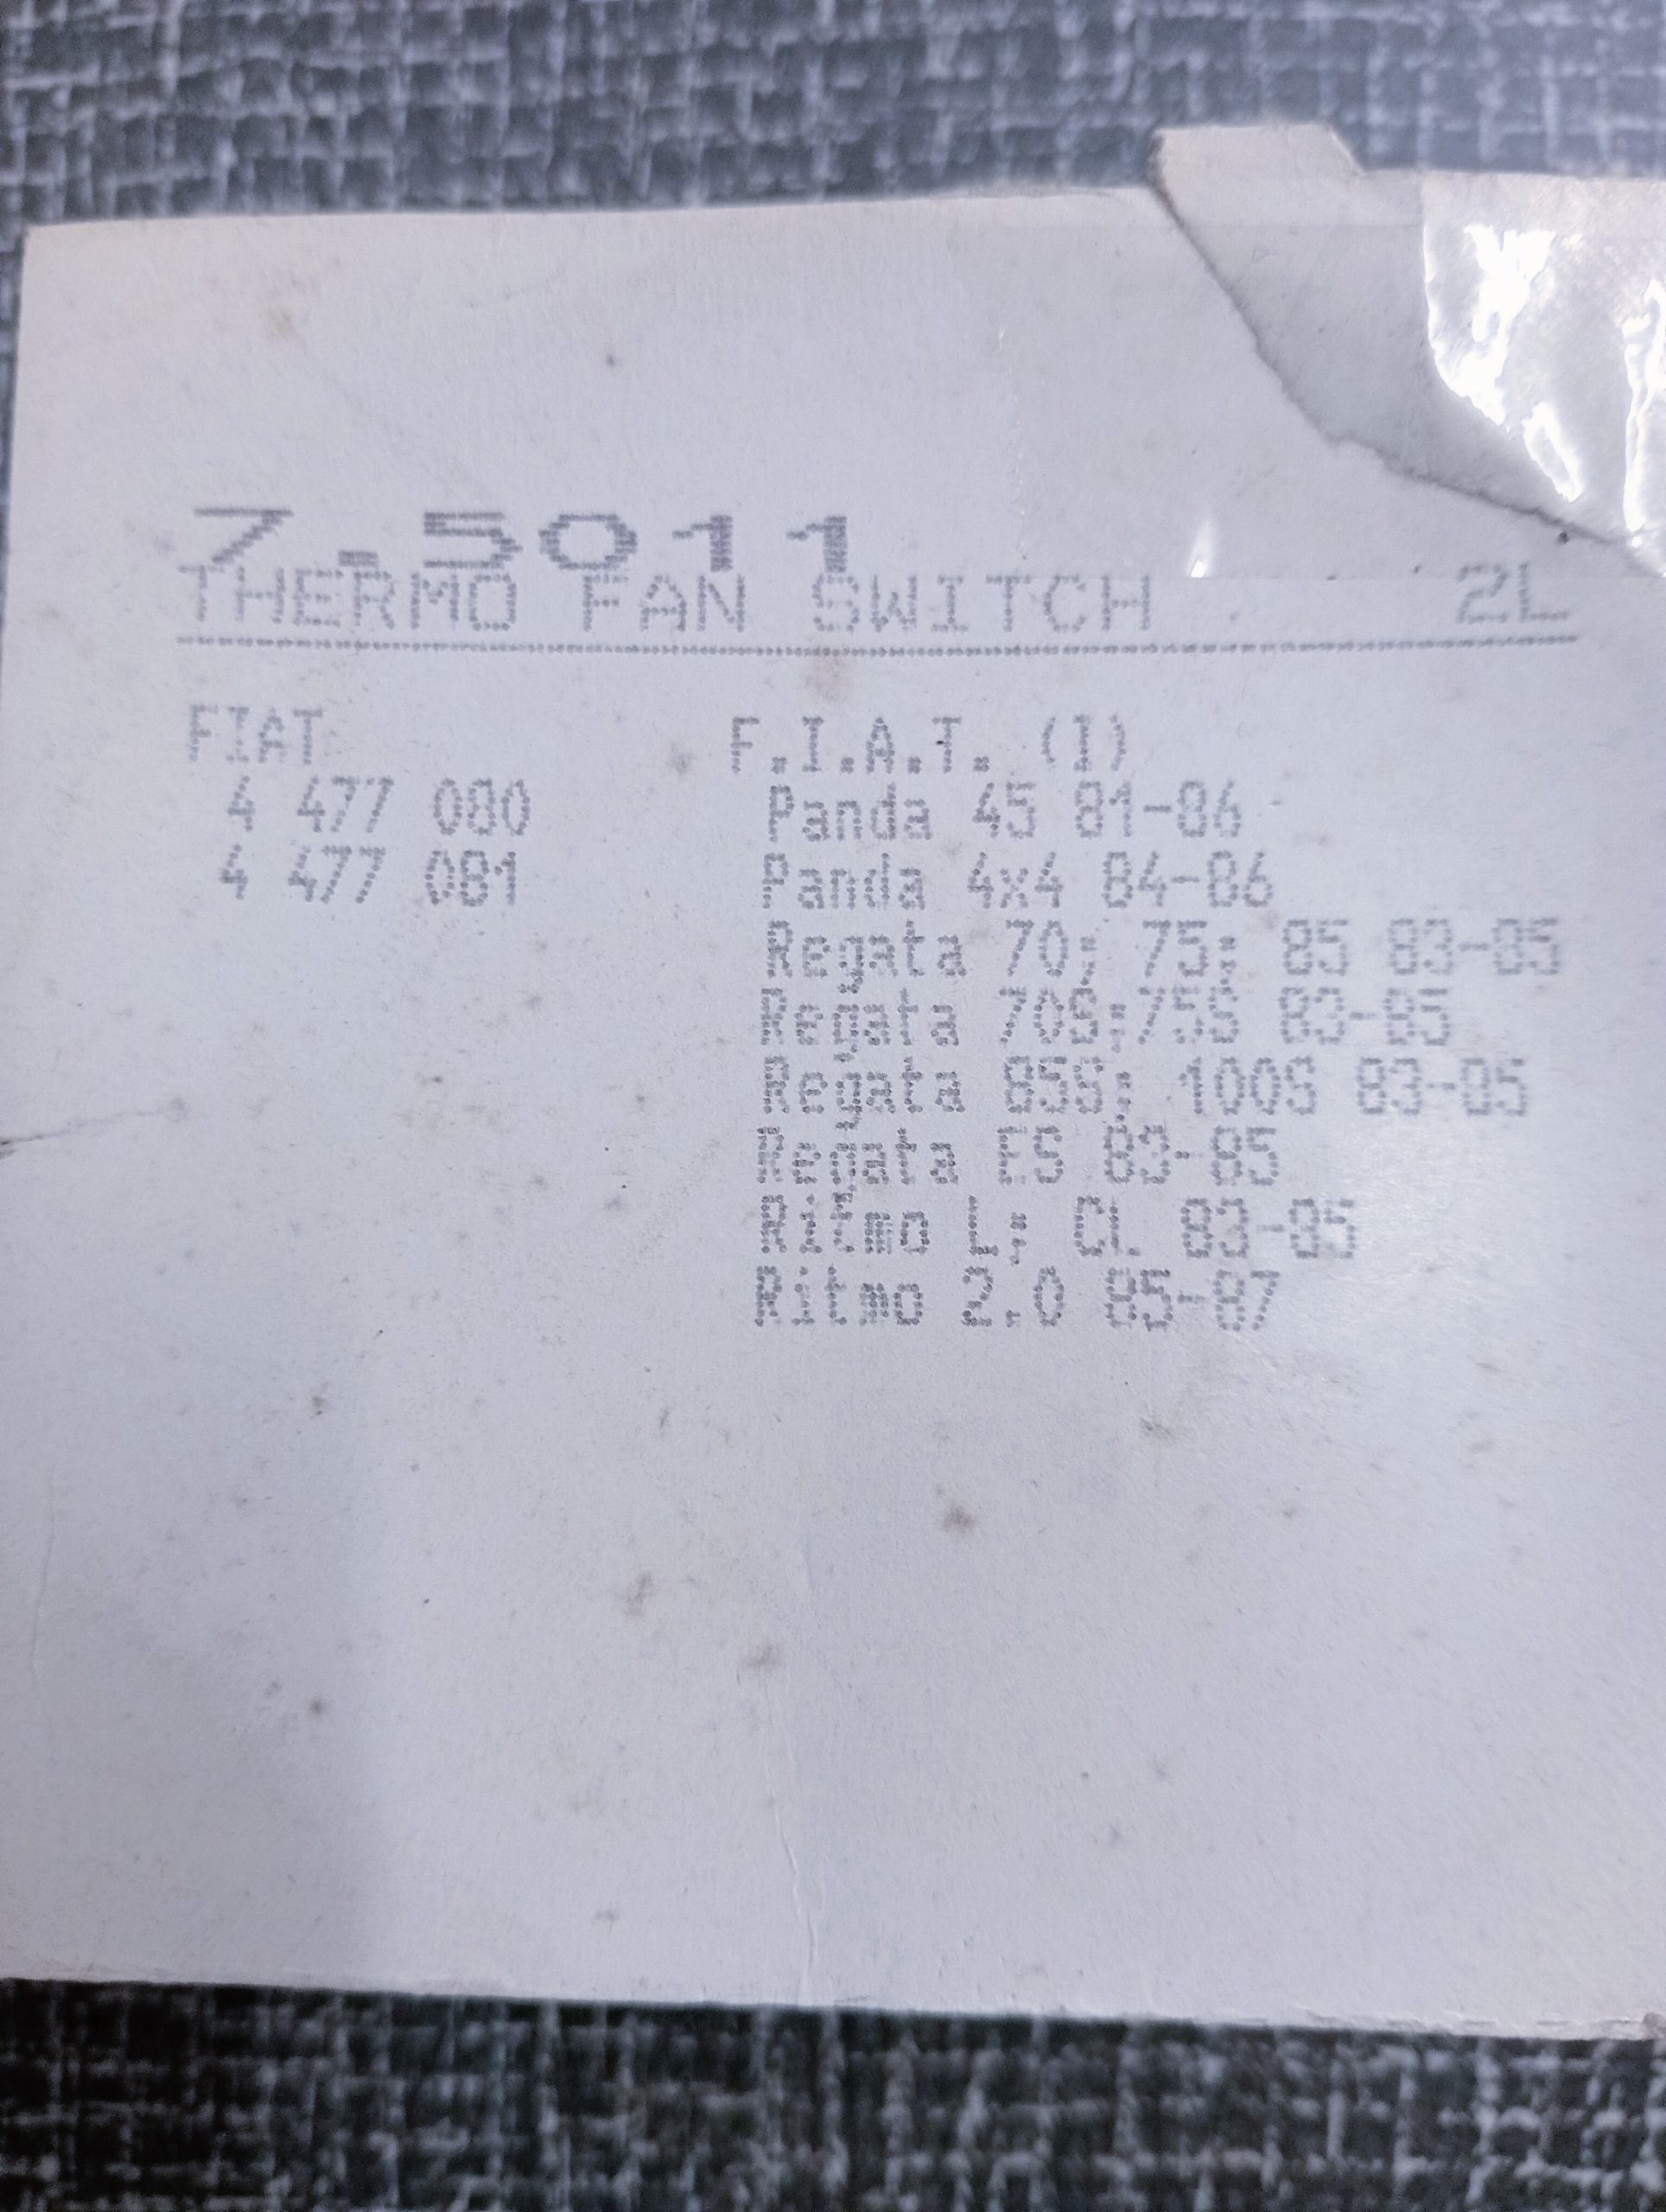 7.5011
THERMO FAN SWITCH 2L
FIAT F.I.A.T. (I)
4 477 080 Panda 45 81-86
4 477 081 Panda 4x4 84-86
Regata 70, 75, 85 83-85
Regata 70S, 75S 83-85
Regata 85S, 100S 83-85
Regata ES 83-85
Ritmo L, CL 83-85
Ritmo 2.0 85-87